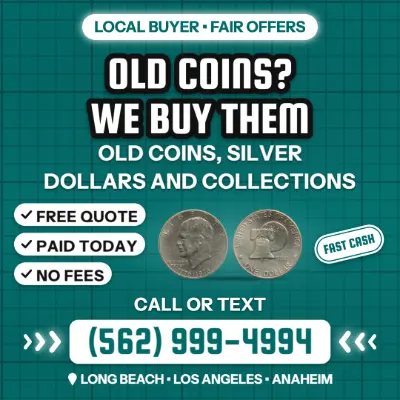 LOCAL BUYER • FAIR OFFERS
OLD COINS?
WE BUY THEM
OLD COINS, SILVER
DOLLARS AND COLLECTIONS
FREE QUOTE
PAID TODAY
NO FEES
FAST CASH
CALL OR TEXT
(562) 999-4994
LONG BEACH • LOS ANGELES • ANAHEIM